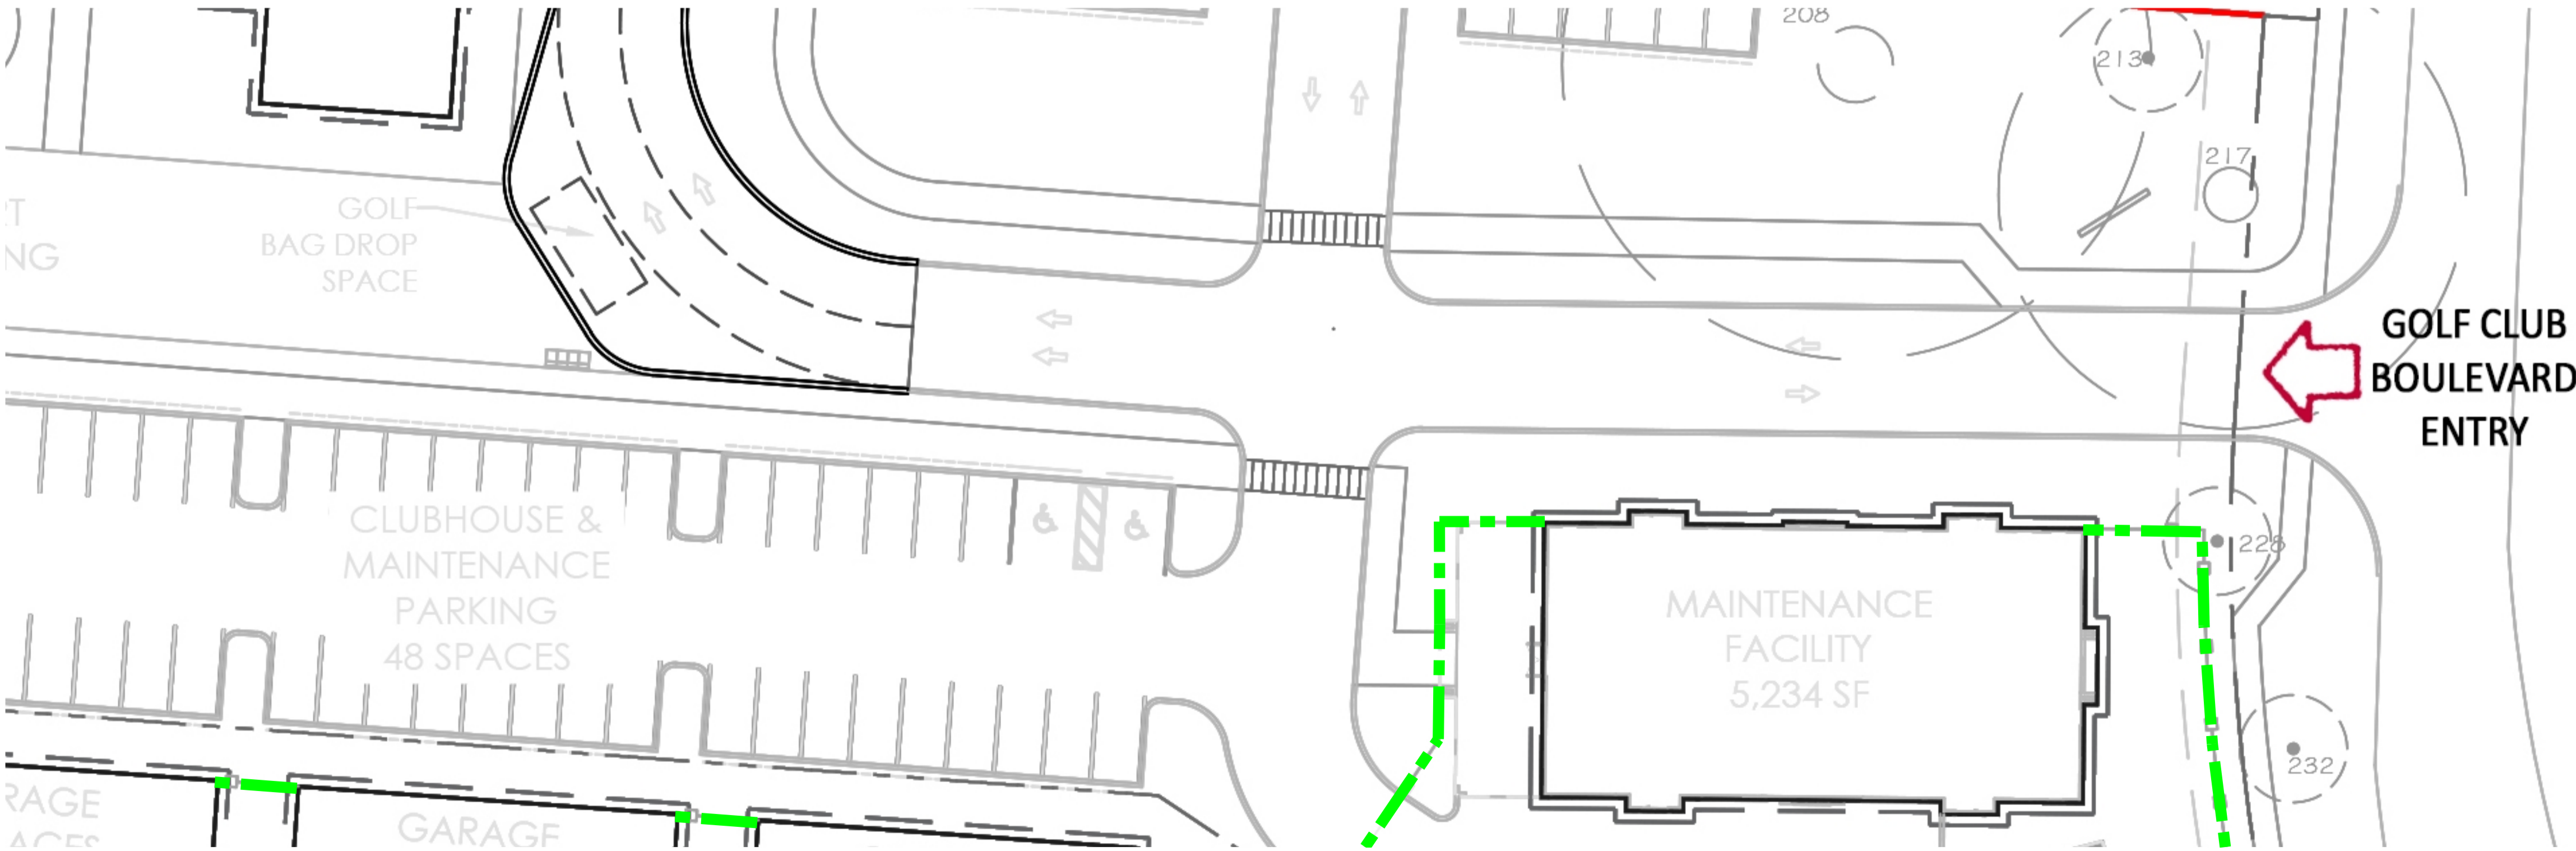 208
213
217
GOLF
BAG DROP
SPACE
GOLF CLUB
BOULEVARD
ENTRY
CLUBHOUSE &
MAINTENANCE
PARKING
48 SPACES
228
MAINTENANCE
FACILITY
5,234 SF
232
GARAGE